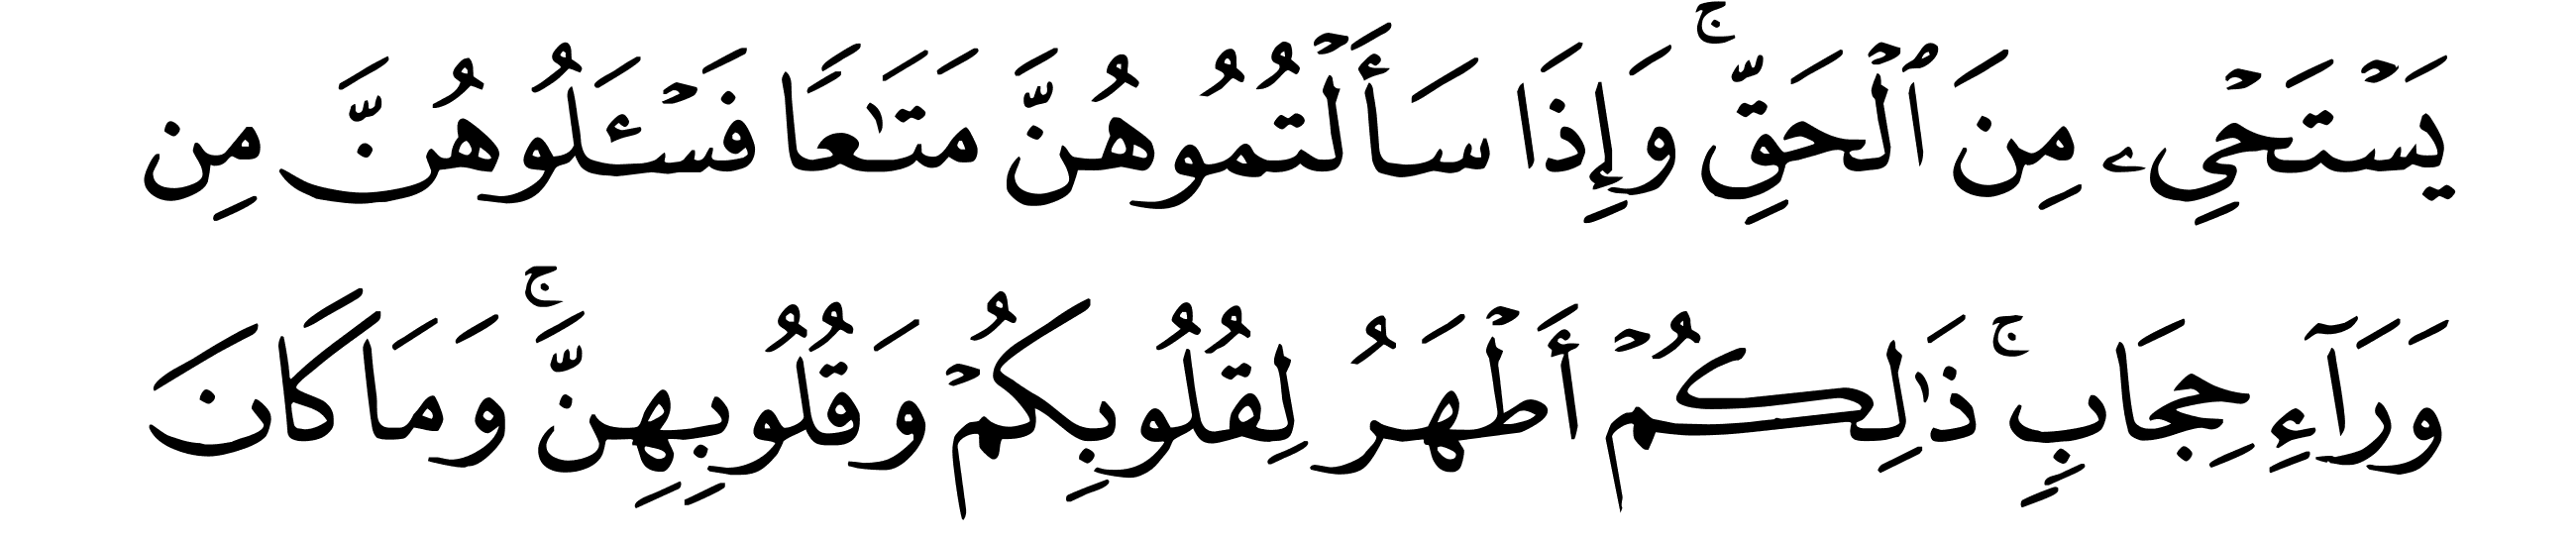 يَسْتَحْيِۦ مِنَ ٱلْحَقِّ ۚ وَإِذَا سَأَلْتُمُوهُنَّ مَتَـٰعًا فَسْـَٔلُوهُنَّ مِن
وَرَآءِ حِجَابٍ ۚ ذَٰلِكُمْ أَطْهَرُ لِقُلُوبِكُمْ وَقُلُوبِهِنَّ ۚ وَمَا كَانَ